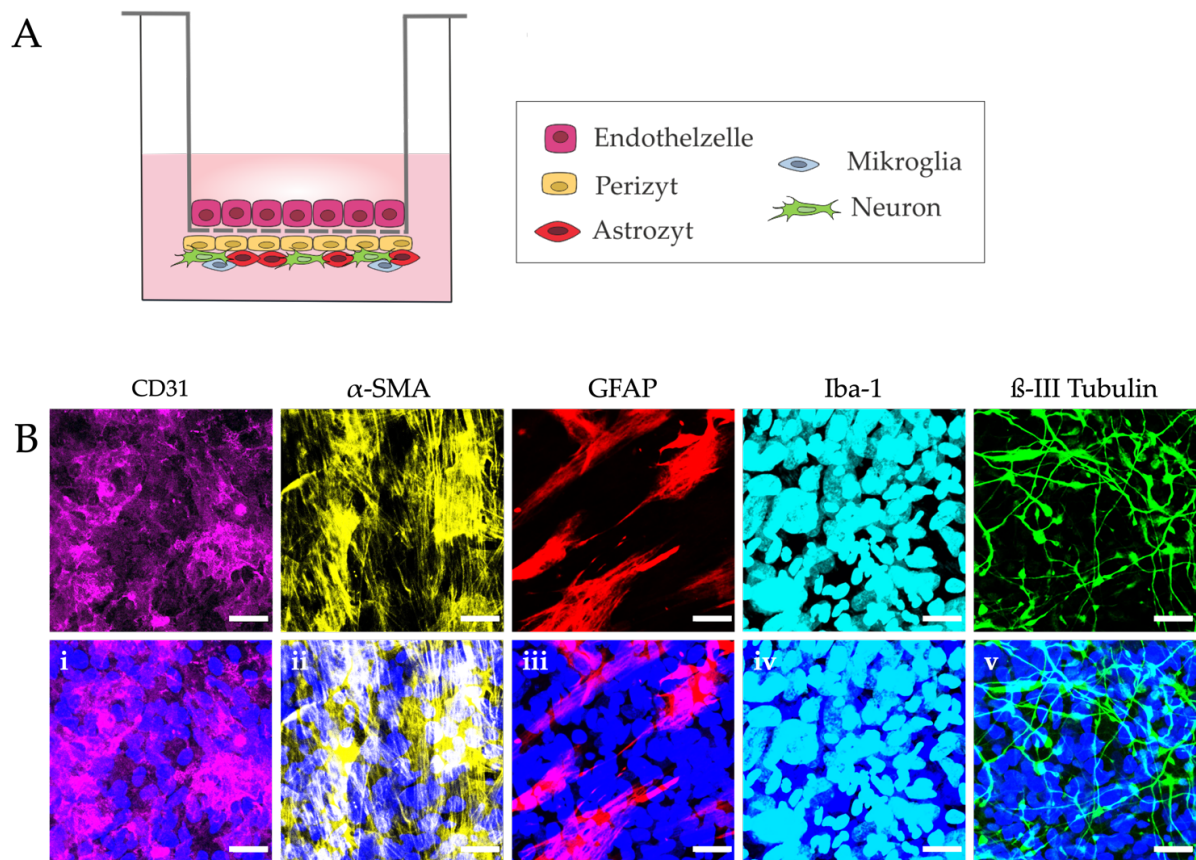 A
Endothelzelle
Perizyt
Astrozyt
Mikroglia
Neuron
B
CD31
α-SMA
GFAP
Iba-1
ß-III Tubulin
i
ii
iii
iv
v